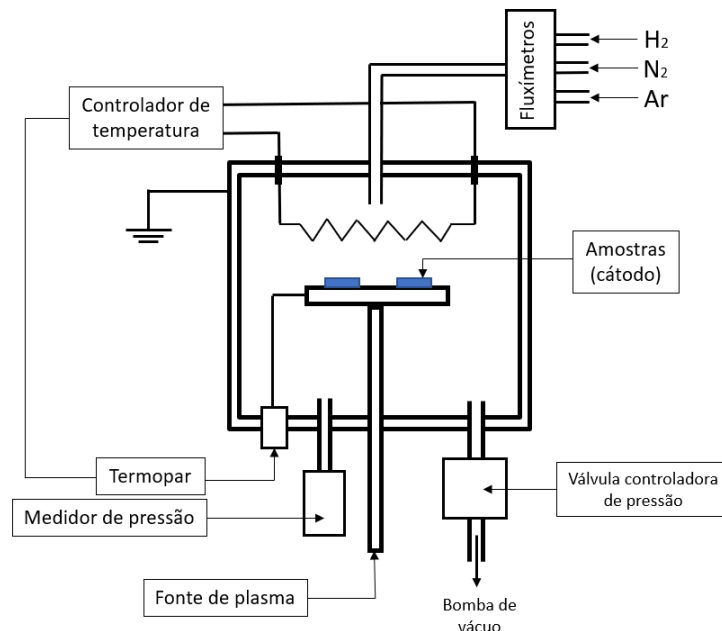 H2
N2
Ar
Fluxímetros
Controlador de
temperatura
Amostras
(cátodo)
Termopar
Medidor de pressão
Válvula controladora
de pressão
Fonte de plasma
Bomba de
vácuo